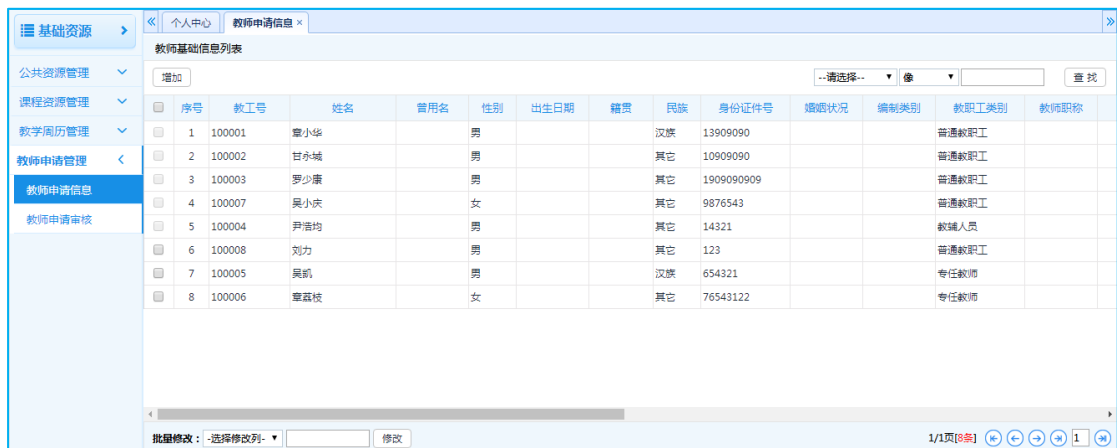 基础资源
个人中心 教师申请信息 ×
教师基础信息列表
公共资源管理
课程资源管理
教学周历管理
教师申请管理
教师申请信息
教师申请审核
增加 --请选择-- 像 查 找
序号 教工号 姓名 曾用名 性别 出生日期 籍贯 民族 身份证件号 婚姻状况 编制类别 教职工类别 教师职称
1 100001 章小华 男 汉族 13909090 普通教职工
2 100002 甘永城 男 其它 10909090 普通教职工
3 100003 罗少康 男 其它 1909090909 普通教职工
4 100007 吴小庆 女 其它 9876543 普通教职工
5 100004 尹浩均 男 其它 14321 教辅人员
6 100008 刘力 男 其它 123 普通教职工
7 100005 吴凯 男 汉族 654321 专任教师
8 100006 章荔枝 女 其它 76543122 专任教师
批量修改： -选择修改列- 修改 1/1页[8条] 1